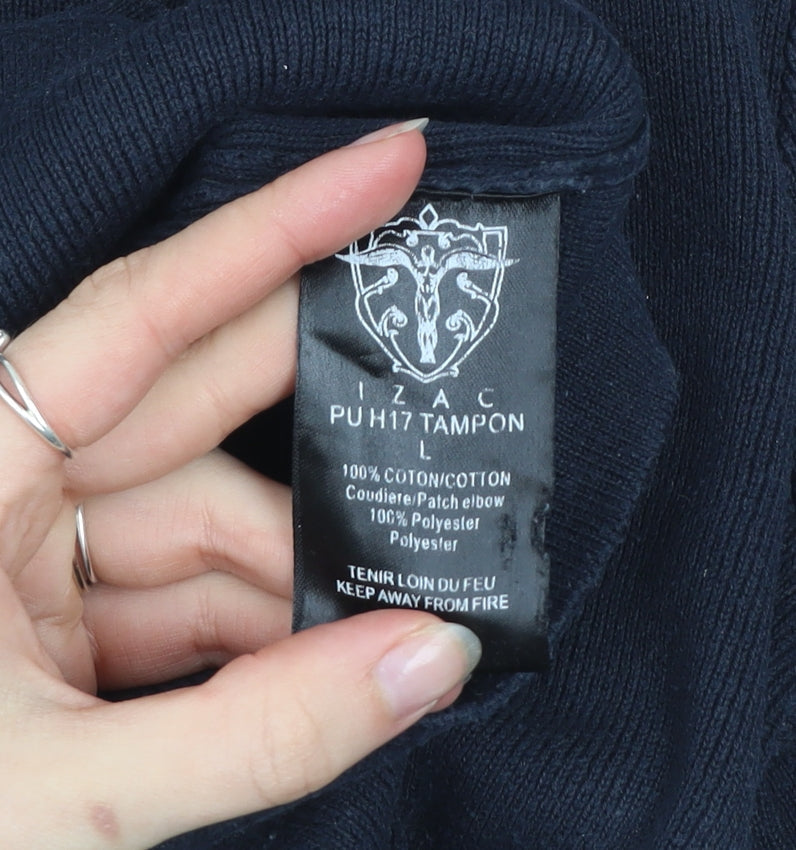 I Z A C
PU H17 TAMPON
L
100% COTON/COTTON
Coudiere/Patch elbow
100% Polyester
Polyester
TENIR LOIN DU FEU
KEEP AWAY FROM FIRE